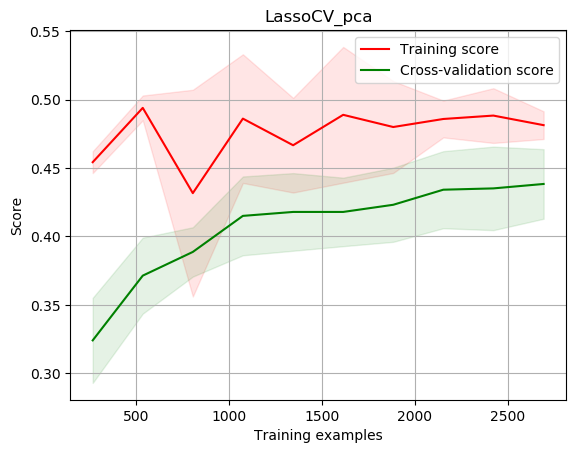 LassoCV_pca
Training score
Cross-validation score
0.55
0.50
0.45
0.40
0.35
0.30
Score
500
1000
1500
2000
2500
Training examples